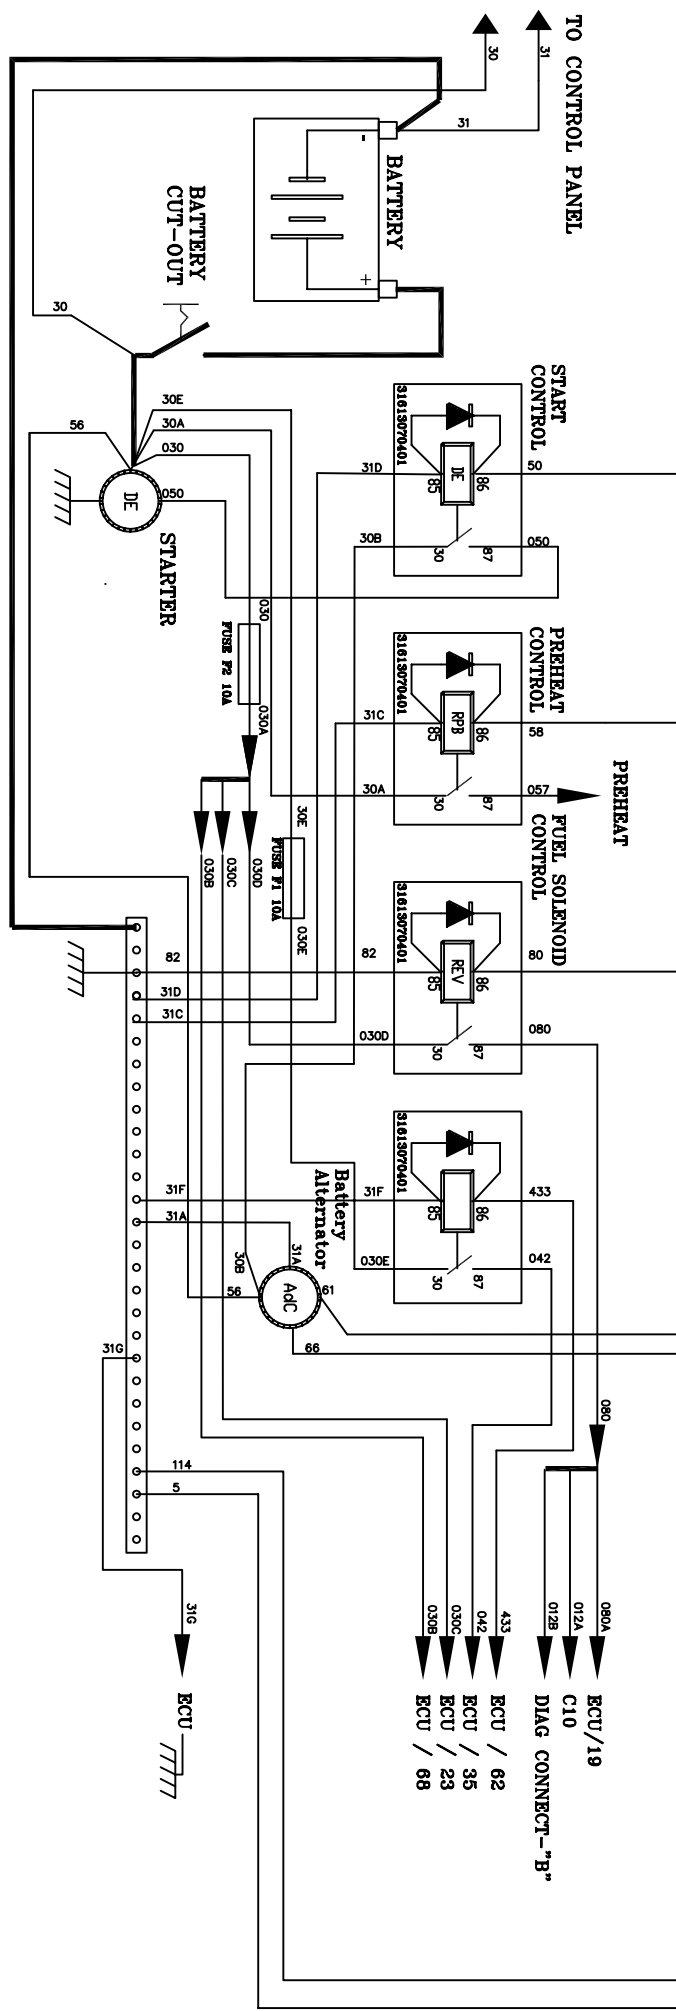 TO CONTROL PANEL
30
31
31
-
BATTERY
+
BATTERY
CUT-OUT
30
56
30E
30A
030
050
DE
STARTER
START
CONTROL
31613070401
DE
85
86
31D
50
30B
30
87
050
030
FUSE F2 10A
030A
PREHEAT
CONTROL
31613070401
RPB
85
86
31C
58
30A
30
87
057
PREHEAT
30E
FUSE F1 10A
030E
030B
030C
030D
FUEL SOLENOID
CONTROL
31613070401
REV
85
86
82
82
80
030D
30
87
080
31D
31C
31613070401
85
86
31F
31F
433
030E
30
87
042
31A
31A
Battery
Alternator
30B
56
AdC
61
66
31G
114
5
080
31G
ECU
030B
030C
042
433
012B
012A
080A
ECU / 68
ECU / 23
ECU / 35
ECU / 62
DIAG CONNECT-"B"
C10
ECU/19